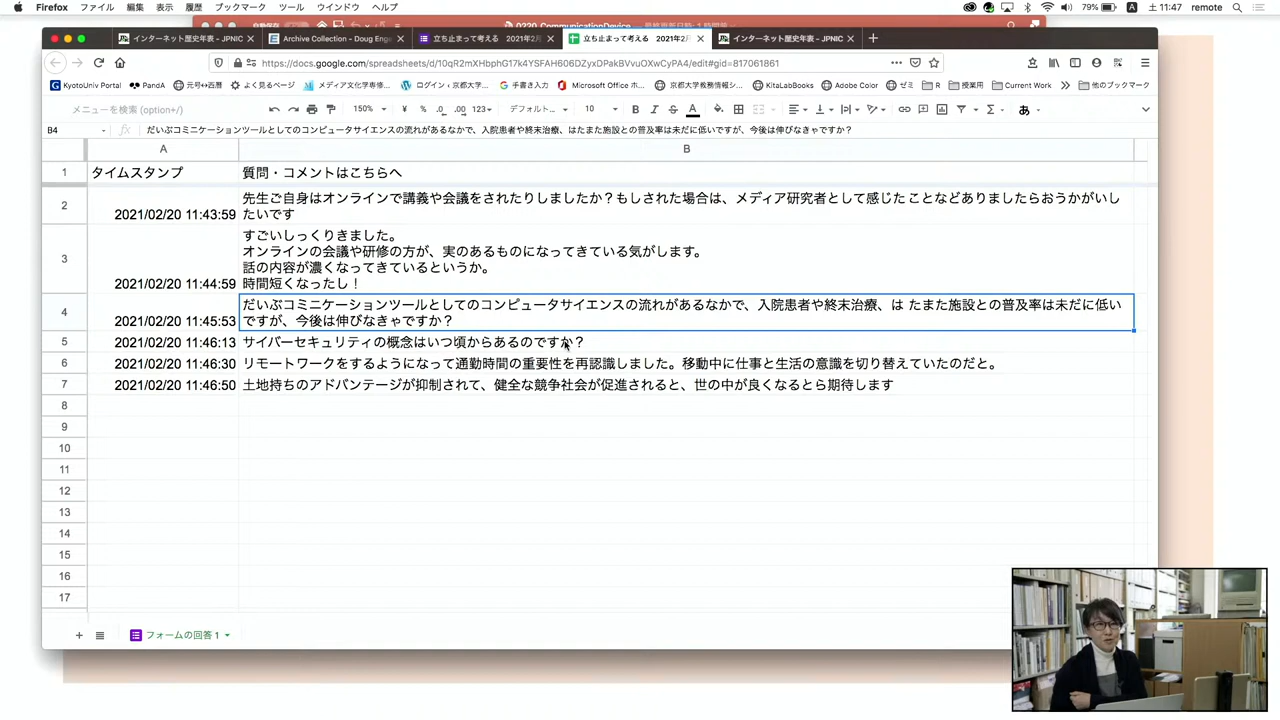 Firefox ファイル 編集 表示 履歴 ブックマーク ツール ウインドウ ヘルプ 79% A 土 11:47 remote
インターネット歴史年表 – JPNIC Archive Collection - Doug Eng 立ち止まって考える 2021年2月 立ち止まって考える 2021年2月 インターネット歴史年表 – JPNIC
https://docs.google.com/spreadsheets/d/10qR2mXHbphG17k4YSFAH606DZyxDPakBVvuOXwCyPA4/edit#gid=817061861
KyotoUniv Portal PandA 元号⇔西暦 よく見るページ メディア文化学専修... ログイン ‹ 京都大学... 手書き入力 Microsoft Office ホ... 京都大学教務情報シ... KitaLabBooks Adobe Color ゼミ R 授業用 Current Work 他のブックマーク
メニューを検索 (option+/) 150% ¥ % .0 .00 123 デフォルト... 10 B I S A Σ あ
B4 fx だいぶコミニケーションツールとしてのコンピュータサイエンスの流れがあるなかで、入院患者や終末治療、はたまた施設との普及率は未だに低いですが、今後は伸びなきゃですか?
A B
1 タイムスタンプ 質問・コメントはこちらへ
2 2021/02/20 11:43:59 先生ご自身はオンラインで講義や会議をされたりしましたか？もしされた場合は、メディア研究者として感じたことなどありましたらおうかがいし
たいです
すごいしっくりきました。
オンラインの会議や研修の方が、実のあるものになってきている気がします。
話の内容が濃くなってきているというか。
3 2021/02/20 11:44:59 時間短くなったし！
4 2021/02/20 11:45:53 だいぶコミニケーションツールとしてのコンピュータサイエンスの流れがあるなかで、入院患者や終末治療、は たまた施設との普及率は未だに低い
ですが、今後は伸びなきゃですか？
5 2021/02/20 11:46:13 サイバーセキュリティの概念はいつ頃からあるのですか？
6 2021/02/20 11:46:30 リモートワークをするようになって通勤時間の重要性を再認識しました。移動中に仕事と生活の意識を切り替えていたのだと。
7 2021/02/20 11:46:50 土地持ちのアドバンテージが抑制されて、健全な競争社会が促進されると、世の中が良くなるとら期待します
8
9
10
11
12
13
14
15
16
17
フォームの回答 1